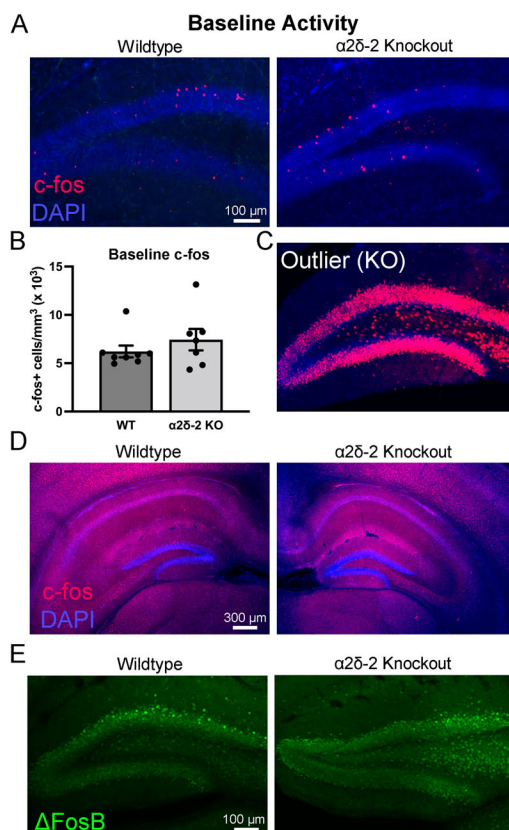 Baseline Activity
A
Wildtype
α2δ-2 Knockout
c-fos
DAPI
100 µm
B
Baseline c-fos
c-fos+ cells/mm³ (x 10³)
15
10
5
0
WT
α2δ-2 KO
C
Outlier (KO)
D
Wildtype
α2δ-2 Knockout
c-fos
DAPI
300 µm
E
Wildtype
α2δ-2 Knockout
ΔFosB
100 µm